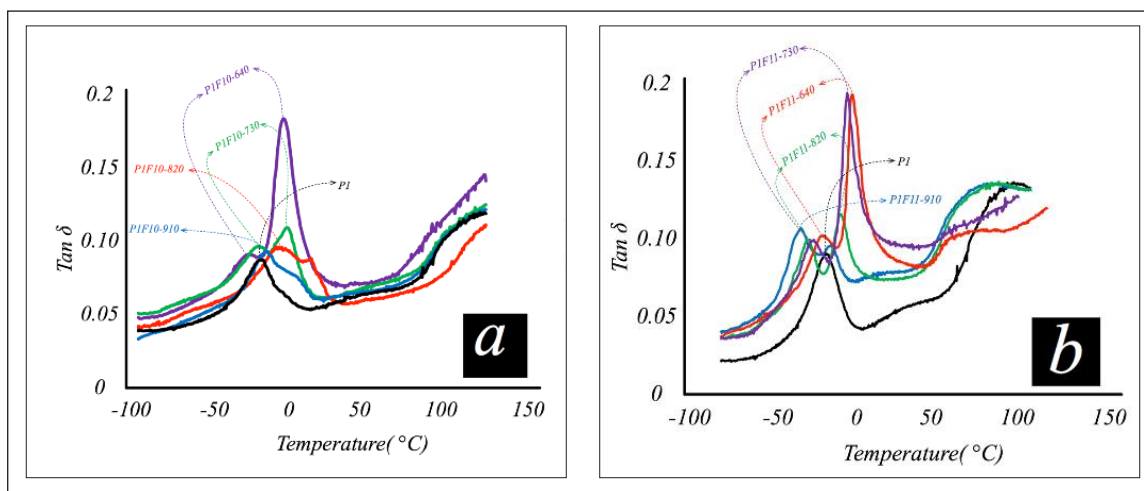 P1F10-640
0.2
P1F10-730
0.15
P1F10-820
P1
P1F10-910
0.10
Tan δ
0.05
a
0
-100 -50 0 50 100 150
Temperature( °C)
P1F11-730
0.2
P1F11-640
0.15
P1F11-820
P1
P1F11-910
0.10
Tan δ
0.05
b
0
-100 -50 0 50 100 150
Temperature( °C)